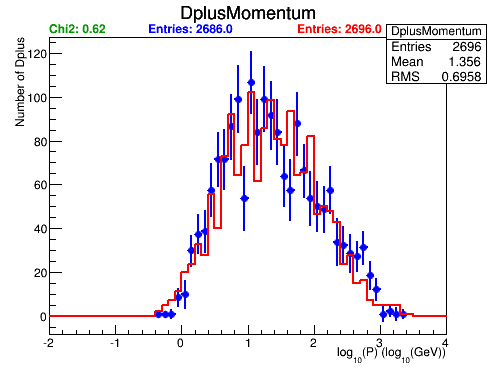 DplusMomentum
Chi2: 0.62 Entries: 2686.0 Entries: 2696.0
DplusMomentum
Entries 2696
Mean 1.356
RMS 0.6958
Number of Dplus
120
100
80
60
40
20
0
-2 -1 0 1 2 3 4
log10(P) (log10(GeV))